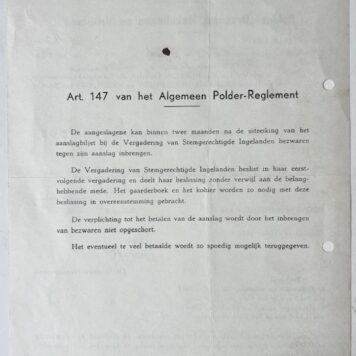 Art. 147 van het Algemeen Polder-Reglement
De aangeslagene kan binnen twee maanden na de uitreiking van het
aanslagbiljet bij de Vergadering van Stemgerechtigde Ingelanden bezwaren
tegen zijn aanslag inbrengen.
De Vergadering van Stemgerechtigde Ingelanden beslist in haar eerst-
volgende vergadering en deelt haar beslissing zonder verwijl aan de belang-
hebbende mede. Het gaarderboek en het kohier worden zo nodig met deze
beslissing in overeenstemming gebracht.
De verplichting tot het betalen van de aanslag wordt door het inbrengen
van bezwaren niet opgeschort.
Het eventueel te veel betaalde wordt zo spoedig mogelijk teruggegeven.